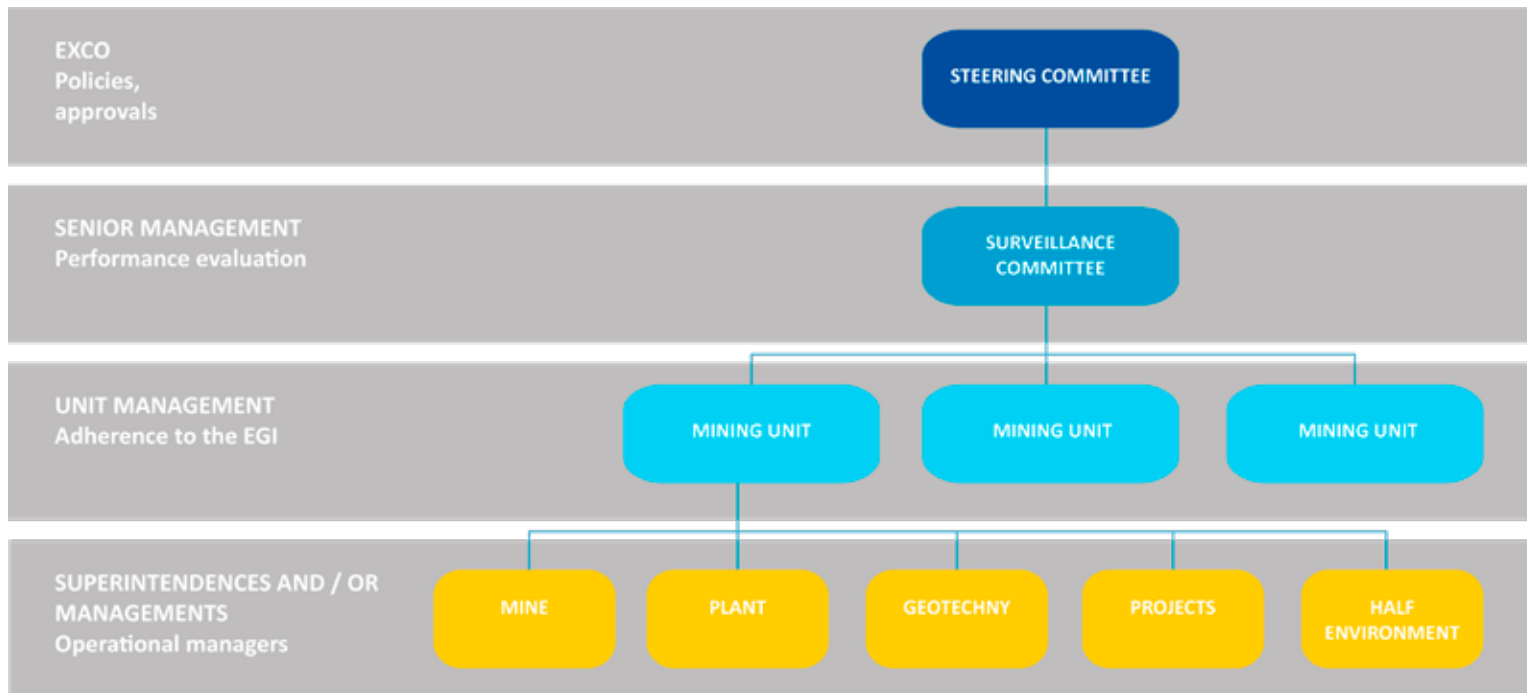 EXCO
Policies,
approvals
STEERING COMMITTEE
SENIOR MANAGEMENT
Performance evaluation
SURVEILLANCE
COMMITTEE
UNIT MANAGEMENT
Adherence to the EGI
MINING UNIT
MINING UNIT
MINING UNIT
SUPERINTENDENCES AND / OR
MANAGEMENTS
Operational managers
MINE
PLANT
GEOTECHNY
PROJECTS
HALF
ENVIRONMENT